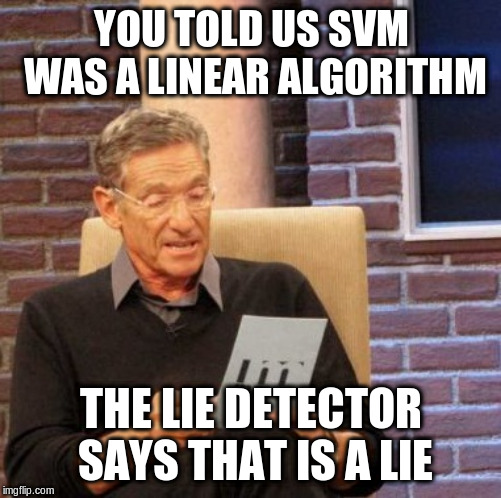 YOU TOLD US SVM
WAS A LINEAR ALGORITHM
THE LIE DETECTOR
SAYS THAT IS A LIE
imgflip.com